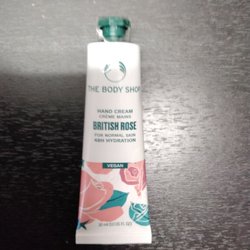 THE BODY SHOP
HAND CREAM
CRÈME MAINS
BRITISH ROSE
FOR NORMAL SKIN
48H HYDRATION
VEGAN